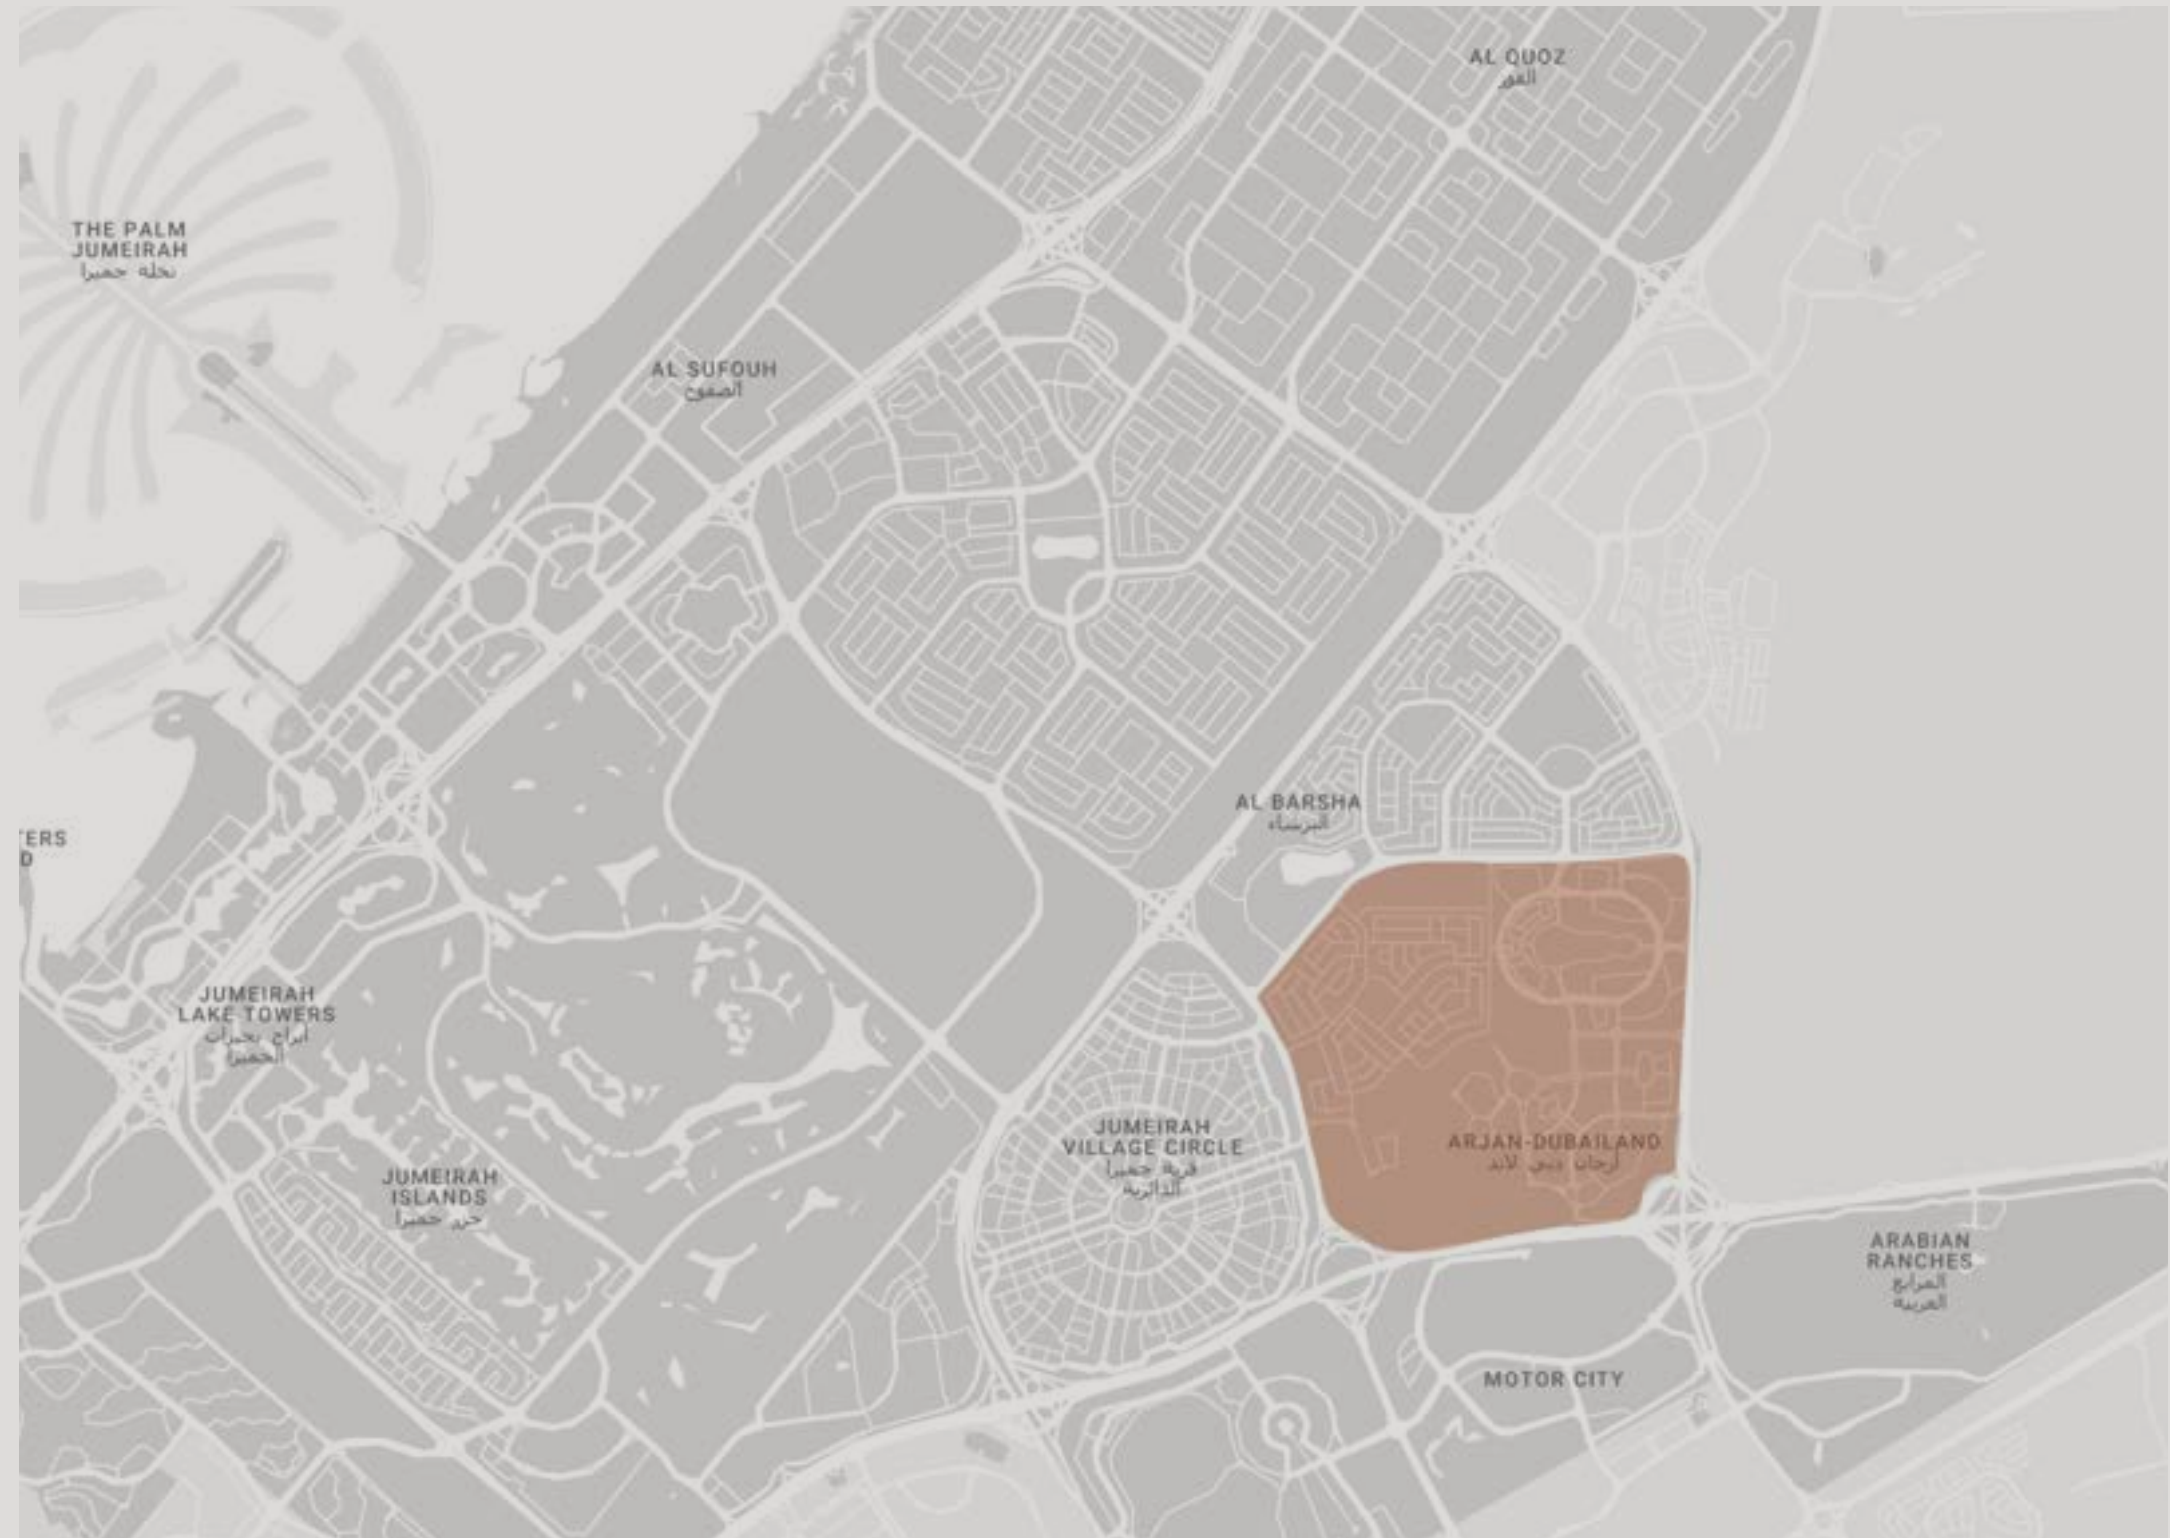 AL QUOZ
القوز
THE PALM
JUMEIRAH
نخلة جميرا
AL SUFOUH
الصفوح
AL BARSHA
البرشاء
ERS
D
JUMEIRAH
LAKE TOWERS
ابراج بحيرات
الجميرا
JUMEIRAH
VILLAGE CIRCLE
قرية جميرا
الدائرية
ARJAN-DUBAILAND
ارجان دبي لاند
JUMEIRAH
ISLANDS
جزر جميرا
ARABIAN
RANCHES
المرابع
العربية
MOTOR CITY